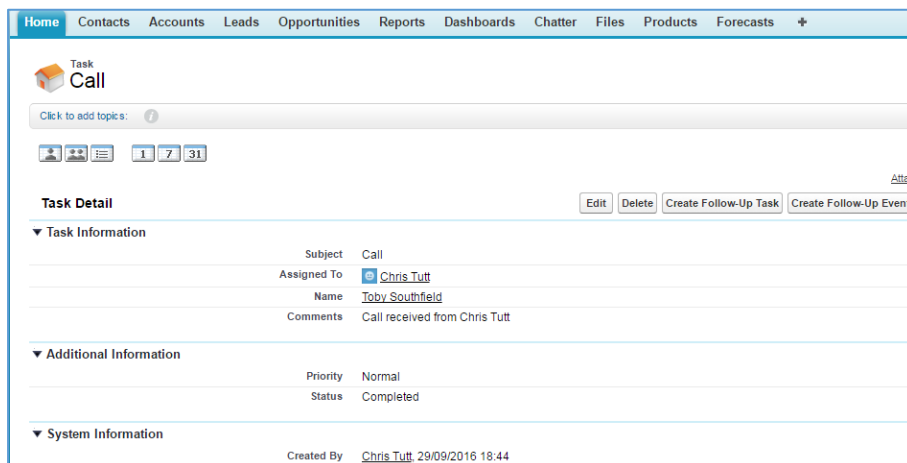 Home Contacts Accounts Leads Opportunities Reports Dashboards Chatter Files Products Forecasts +
Task
Call
Click to add topics: i
1 7 31
Task Detail Edit Delete Create Follow-Up Task Create Follow-Up
Task Information
Subject Call
Assigned To Chris Tutt
Name Toby Southfield
Comments Call received from Chris Tutt
Additional Information
Priority Normal
Status Completed
System Information
Created By Chris Tutt, 29/09/2016 18:44